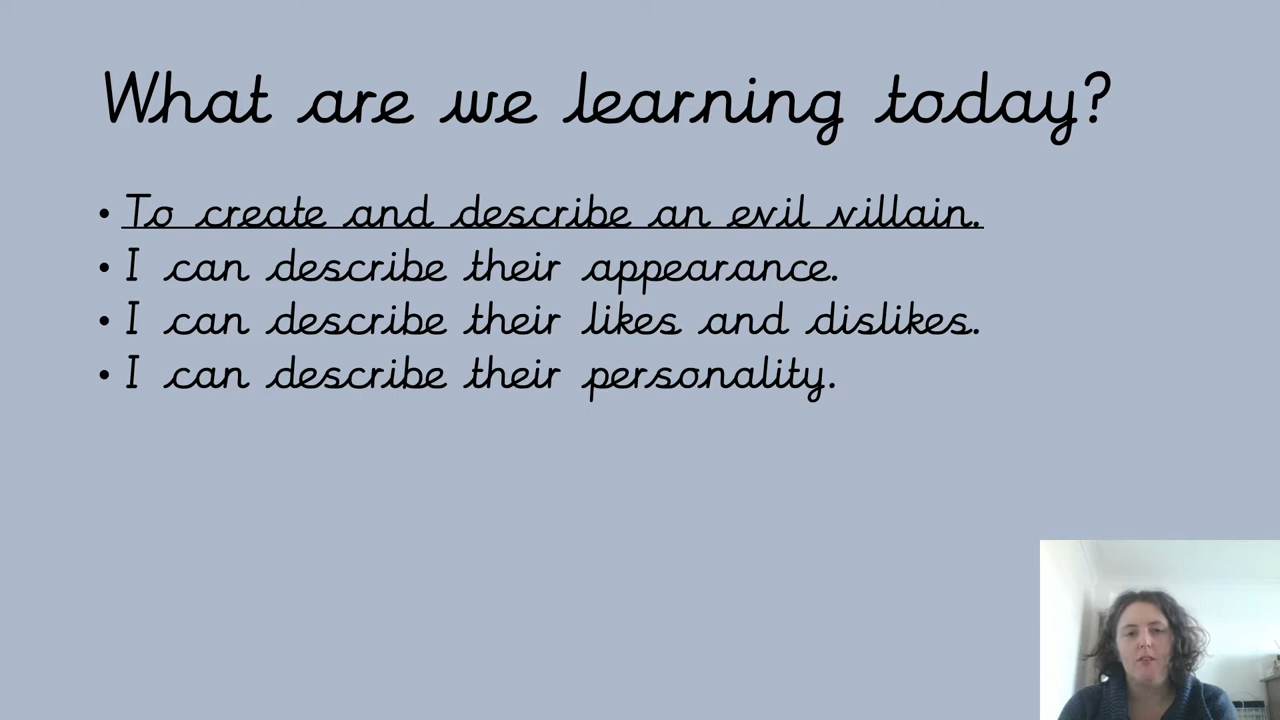 What are we learning today?
• To create and describe an evil villain.
• I can describe their appearance.
• I can describe their likes and dislikes.
• I can describe their personality.